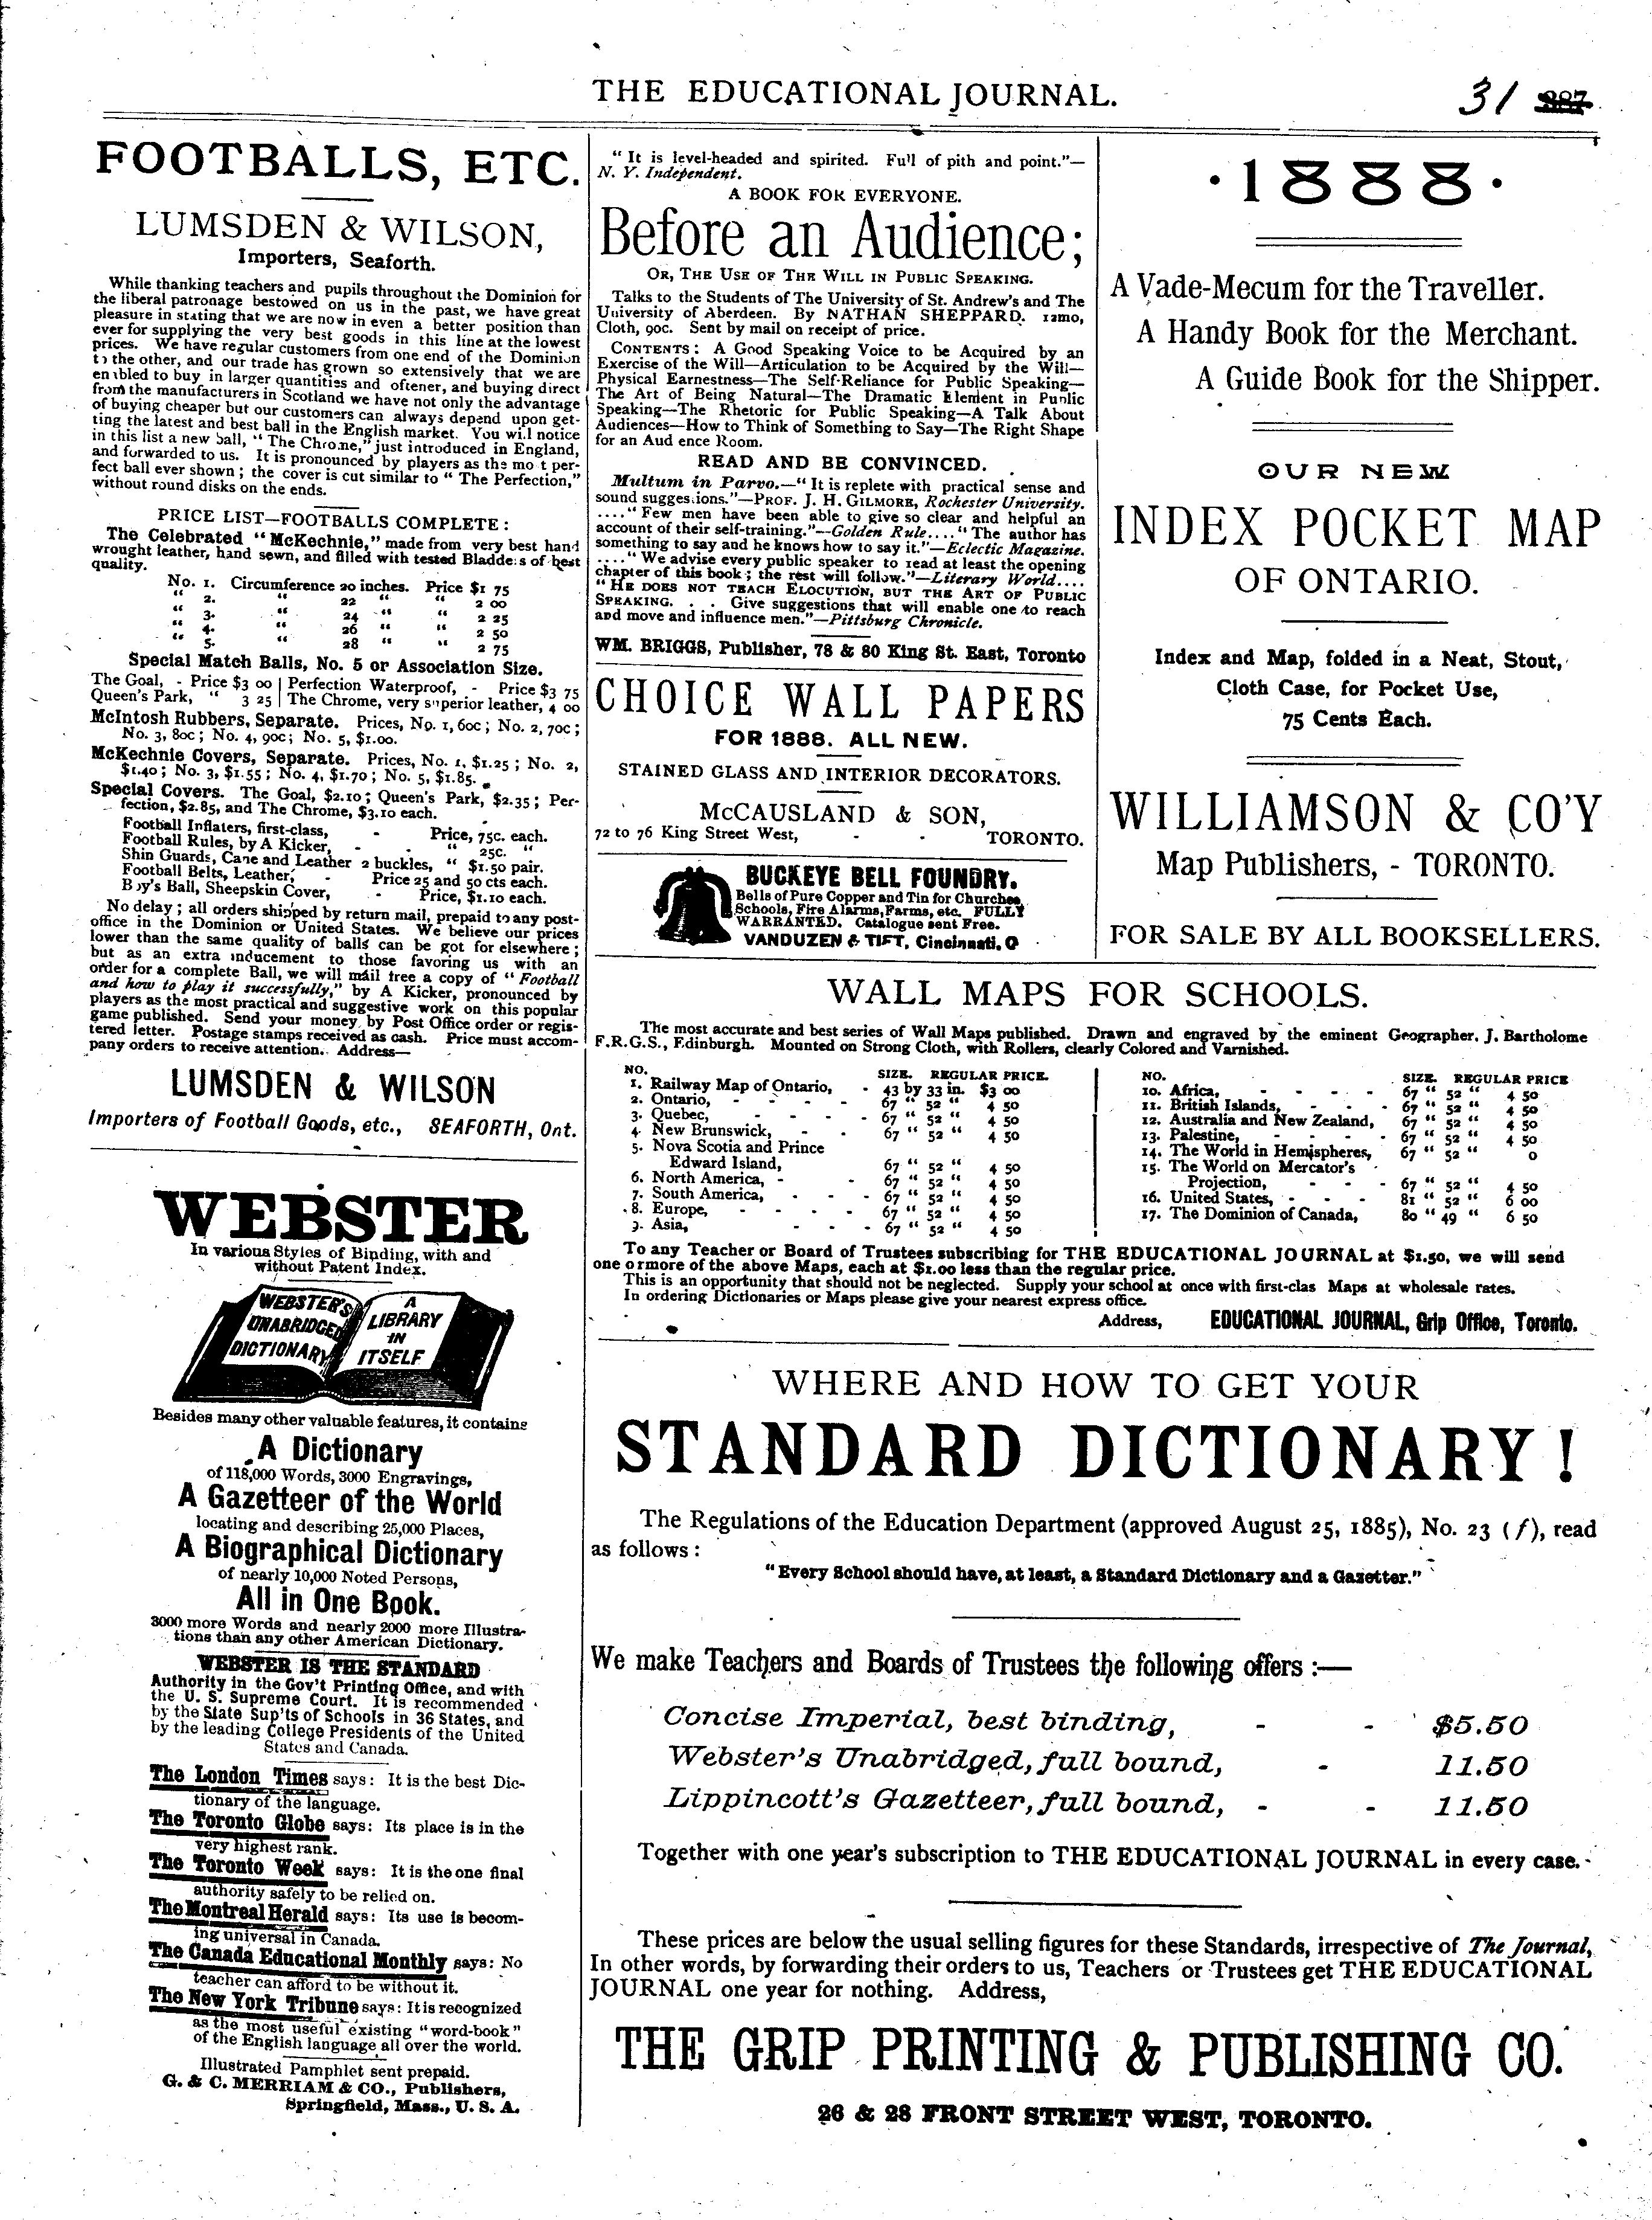 THE EDUCATIONAL JOURNAL.
31 387
FOOTBALLS, ETC.
LUMSDEN & WILSON,
Importers, Seaforth.
While thanking teachers and pupils throughout the Dominion for
the liberal patronage bestowed on us in the past, we have great
pleasure in stating that we are now in even a better position than
ever for supplying the very best goods in this line at the lowest
prices. We have regular customers from one end of the Dominion
to the other, and our trade has grown so extensively that we are
enabled to buy in larger quantities and oftener, and buying direct
from the manufacturers in Scotland we have not only the advantage
of buying cheaper but our customers can always depend upon get-
ting the latest and best ball in the English market. You will notice
in this list a new ball, "The Chrome," just introduced in England,
and forwarded to us. It is pronounced by players as the mo t per-
fect ball ever shown ; the cover is cut similar to "The Perfection,"
without round disks on the ends.
PRICE LIST—FOOTBALLS COMPLETE :
The Celebrated "McKechnie," made from very best hand
wrought leather, hand sewn, and filled with tested Bladders of best
quality.
No. 1. Circumference 20 inches. Price $1 75
" 2. " 22 " " 2 00
" 3. " 24 " " 2 25
" 4. " 26 " " 2 50
" 5. " 28 " " 2 75
Special Match Balls, No. 5 or Association Size.
The Goal, - Price $3 00 | Perfection Waterproof, - Price $3 75
Queen's Park, " 3 25 | The Chrome, very superior leather, 4 00
McIntosh Rubbers, Separate. Prices, No. 1, 60c ; No. 2, 70c ;
No. 3, 80c ; No. 4, 90c ; No. 5, $1.00.
McKechnie Covers, Separate. Prices, No. 1, $1.25 ; No. 2,
$1.40 ; No. 3, $1.55 ; No. 4, $1.70 ; No. 5, $1.85.
Special Covers. The Goal, $2.10 ; Queen's Park, $2.35 ; Per-
fection, $2.85, and The Chrome, $3.10 each.
Football Inflaters, first-class, - Price, 75c. each.
Football Rules, by A Kicker, - - " 25c. "
Shin Guards, Cane and Leather 2 buckles, " $1.50 pair.
Football Belts, Leather, - Price 25 and 50 cts each.
Boy's Ball, Sheepskin Cover, - Price, $1.10 each.
No delay ; all orders shipped by return mail, prepaid to any post-
office in the Dominion or United States. We believe our prices
lower than the same quality of balls can be got for elsewhere ;
but as an extra inducement to those favoring us with an
order for a complete Ball, we will mail free a copy of "Football
and how to play it successfully," by A Kicker, pronounced by
players as the most practical and suggestive work on this popular
game published. Send your money by Post Office order or regis-
tered letter. Postage stamps received as cash. Price must accom-
pany orders to receive attention. Address—
LUMSDEN & WILSON
Importers of Football Goods, etc., SEAFORTH, Ont.
WEBSTER
In various Styles of Binding, with and
without Patent Index.
WEBSTER'S UNABRIDGED DICTIONARY
A LIBRARY IN ITSELF
Besides many other valuable features, it contains
A Dictionary
of 118,000 Words, 3000 Engravings,
A Gazetteer of the World
locating and describing 25,000 Places,
A Biographical Dictionary
of nearly 10,000 Noted Persons,
All in One Book.
3000 more Words and nearly 2000 more Illustra-
tions than any other American Dictionary.
WEBSTER IS THE STANDARD
Authority in the Gov't Printing Office, and with
the U. S. Supreme Court. It is recommended
by the State Sup'ts of Schools in 36 States, and
by the leading College Presidents of the United
States and Canada.
The London Times says: It is the best Dic-
tionary of the language.
The Toronto Globe says: Its place is in the
very highest rank.
The Toronto Week says: It is the one final
authority safely to be relied on.
The Montreal Herald says: Its use is becom-
ing universal in Canada.
The Canada Educational Monthly says: No
teacher can afford to be without it.
The New York Tribune says: It is recognized
as the most useful existing "word-book"
of the English language all over the world.
Illustrated Pamphlet sent prepaid.
G. & C. MERRIAM & CO., Publishers,
Springfield, Mass., U. S. A.
"It is level-headed and spirited. Full of pith and point."—
N. Y. Independent.
A BOOK FOR EVERYONE.
Before an Audience;
OR, THE USE OF THE WILL IN PUBLIC SPEAKING.
Talks to the Students of The University of St. Andrew's and The
University of Aberdeen. By NATHAN SHEPPARD. 12mo,
Cloth, 90c. Sent by mail on receipt of price.
CONTENTS : A Good Speaking Voice to be Acquired by an
Exercise of the Will—Articulation to be Acquired by the Will—
Physical Earnestness—The Self-Reliance for Public Speaking—
The Art of Being Natural—The Dramatic Element in Public
Speaking—The Rhetoric for Public Speaking—A Talk About
Audiences—How to Think of Something to Say—The Right Shape
for an Aud ence Room.
READ AND BE CONVINCED.
Multum in Parvo.—"It is replete with practical sense and
sound suggestions."—PROF. J. H. GILMORE, Rochester University.
...."Few men have been able to give so clear and helpful an
account of their self-training."—Golden Rule...."The author has
something to say and he knows how to say it."—Eclectic Magazine.
...."We advise every public speaker to read at least the opening
chapter of this book ; the rest will follow."—Literary World....
"HE DOES NOT TEACH ELOCUTION, BUT THE ART OF PUBLIC
SPEAKING. . . Give suggestions that will enable one to reach
and move and influence men."—Pittsburg Chronicle.
WM. BRIGGS, Publisher, 78 & 80 King St. East, Toronto
CHOICE WALL PAPERS
FOR 1888. ALL NEW.
STAINED GLASS AND INTERIOR DECORATORS.
McCAUSLAND & SON,
72 to 76 King Street West, - - TORONTO.
BUCKEYE BELL FOUNDRY.
Bells of Pure Copper and Tin for Churches,
Schools, Fire Alarms, Farms, etc. FULLY
WARRANTED. Catalogue sent Free.
VANDUZEN & TIFT, Cincinnati, O
·1888·
A Vade-Mecum for the Traveller.
A Handy Book for the Merchant.
A Guide Book for the Shipper.
OUR NEW
INDEX POCKET MAP
OF ONTARIO.
Index and Map, folded in a Neat, Stout,
Cloth Case, for Pocket Use,
75 Cents Each.
WILLIAMSON & CO'Y
Map Publishers, - TORONTO.
FOR SALE BY ALL BOOKSELLERS.
WALL MAPS FOR SCHOOLS.
The most accurate and best series of Wall Maps published. Drawn and engraved by the eminent Geographer, J. Bartholome
F.R.G.S., Edinburgh. Mounted on Strong Cloth, with Rollers, clearly Colored and Varnished.
NO. SIZE. REGULAR PRICE.
1. Railway Map of Ontario, - 43 by 33 in. $3 00
2. Ontario, - - - - 67 " 52 " 4 50
3. Quebec, - - - - 67 " 52 " 4 50
4. New Brunswick, - - 67 " 52 " 4 50
5. Nova Scotia and Prince
Edward Island, 67 " 52 " 4 50
6. North America, - - 67 " 52 " 4 50
7. South America, - - - 67 " 52 " 4 50
8. Europe, - - - - 67 " 52 " 4 50
9. Asia, - - - 67 " 52 " 4 50
NO. SIZE. REGULAR PRICE
10. Africa, - - - - 67 " 52 " 4 50
11. British Islands, - - - 67 " 52 " 4 50
12. Australia and New Zealand, 67 " 52 " 4 50
13. Palestine, - - - - 67 " 52 " 4 50
14. The World in Hemispheres, 67 " 52 " 0
15. The World on Mercator's
Projection, - - - 67 " 52 " 4 50
16. United States, - - - 81 " 52 " 6 00
17. The Dominion of Canada, 80 " 49 " 6 50
To any Teacher or Board of Trustees subscribing for THE EDUCATIONAL JOURNAL at $1.50, we will send
one or more of the above Maps, each at $1.00 less than the regular price.
This is an opportunity that should not be neglected. Supply your school at once with first-clas Maps at wholesale rates.
In ordering Dictionaries or Maps please give your nearest express office.
Address, EDUCATIONAL JOURNAL, Grip Office, Toronto.
WHERE AND HOW TO GET YOUR
STANDARD DICTIONARY !
The Regulations of the Education Department (approved August 25, 1885), No. 23 (f), read
as follows :
"Every School should have, at least, a Standard Dictionary and a Gazetter."
We make Teachers and Boards of Trustees the following offers :—
Concise Imperial, best binding, - - $5.50
Webster's Unabridged, full bound, - 11.50
Lippincott's Gazetteer, full bound, - - 11.50
Together with one year's subscription to THE EDUCATIONAL JOURNAL in every case.
These prices are below the usual selling figures for these Standards, irrespective of The Journal,
In other words, by forwarding their orders to us, Teachers or Trustees get THE EDUCATIONAL
JOURNAL one year for nothing. Address,
THE GRIP PRINTING & PUBLISHING CO.
26 & 28 FRONT STREET WEST, TORONTO.